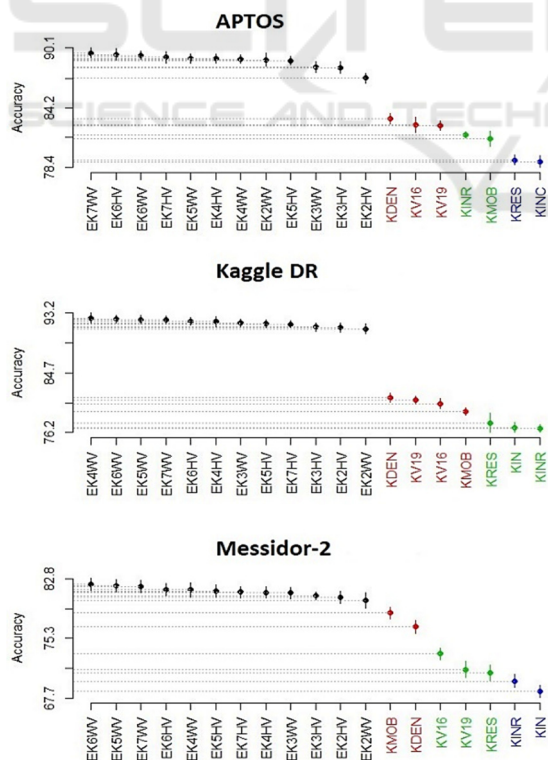 APTOS
Accuracy
90.1
84.2
78.4
EK7WV
EK6HV
EK6WV
EK7HV
EK5WV
EK4HV
EK4WV
EK2WV
EK5HV
EK3WV
EK3HV
EK2HV
KDEN
KV16
KV19
KINR
KMOB
KRES
KINC
SCIENCE AND TECH
Kaggle DR
Accuracy
93.2
84.7
76.2
EK4WV
EK6WV
EK5WV
EK7WV
EK6HV
EK4HV
EK3WV
EK5HV
EK7HV
EK3HV
EK2HV
EK2WV
KDEN
KV19
KV16
KMOB
KRES
KIN
KINR
Messidor-2
Accuracy
82.8
75.3
67.7
EK6WV
EK5WV
EK7WV
EK6HV
EK4WV
EK5HV
EK7HV
EK4HV
EK3WV
EK3HV
EK2HV
EK2WV
KMOB
KDEN
KV16
KV19
KRES
KINR
KIN